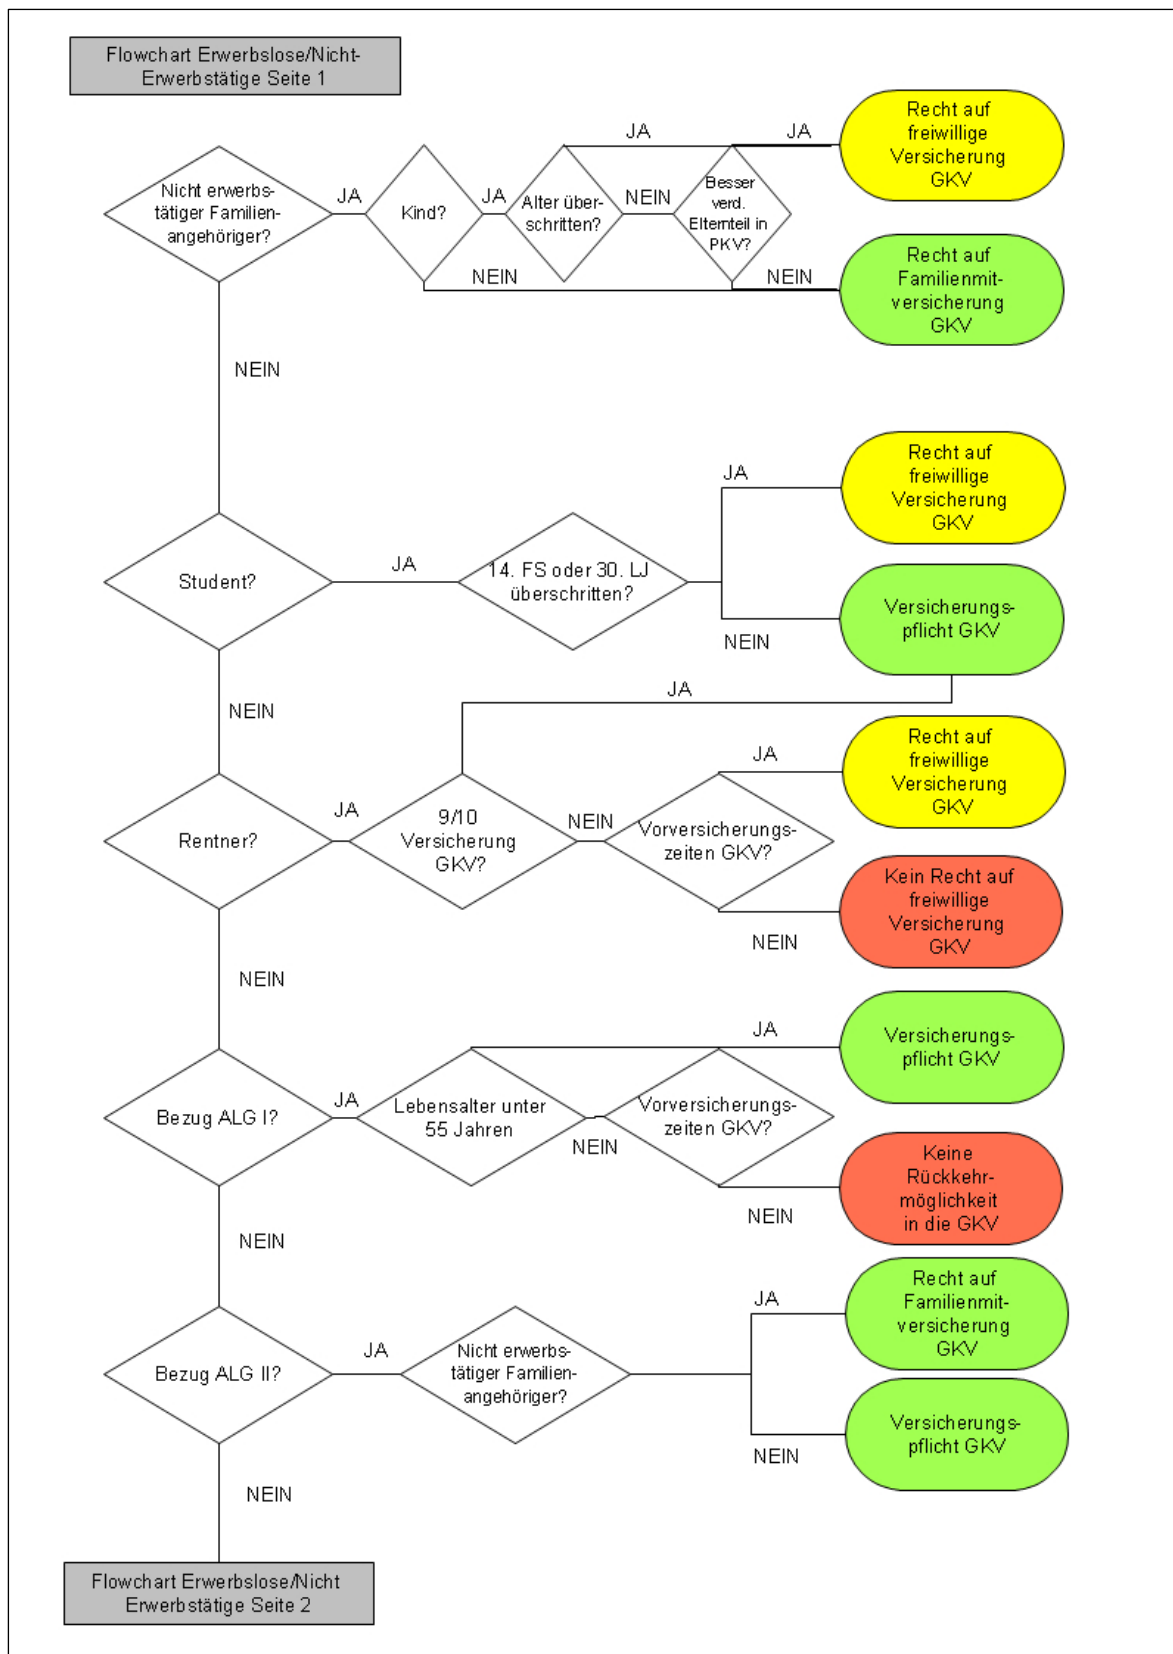 Flowchart Erwerbslose/Nicht-
Erwerbstätige Seite 1
Nicht erwerbs-
tätiger Familien-
angehöriger?
JA
Kind?
JA
Alter über-
schritten?
JA
NEIN
Besser
verd.
Elternteil in
PKV?
JA
Recht auf
freiwillige
Versicherung
GKV
NEIN
NEIN
Recht auf
Familienmit-
versicherung
GKV
NEIN
Student?
JA
14. FS oder 30. LJ
überschritten?
JA
Recht auf
freiwillige
Versicherung
GKV
NEIN
Versicherungs-
pflicht GKV
NEIN
JA
Rentner?
JA
9/10
Versicherung
GKV?
NEIN
Vorversicherungs-
zeiten GKV?
JA
Recht auf
freiwillige
Versicherung
GKV
NEIN
Kein Recht auf
freiwillige
Versicherung
GKV
NEIN
Bezug ALG I?
JA
Lebensalter unter
55 Jahren
NEIN
Vorversicherungs-
zeiten GKV?
JA
Versicherungs-
pflicht GKV
NEIN
Keine
Rückkehr-
möglichkeit
in die GKV
NEIN
Bezug ALG II?
JA
Nicht erwerbs-
tätiger Familien-
angehöriger?
JA
Recht auf
Familienmit-
versicherung
GKV
NEIN
Versicherungs-
pflicht GKV
NEIN
Flowchart Erwerbslose/Nicht
Erwerbstätige Seite 2